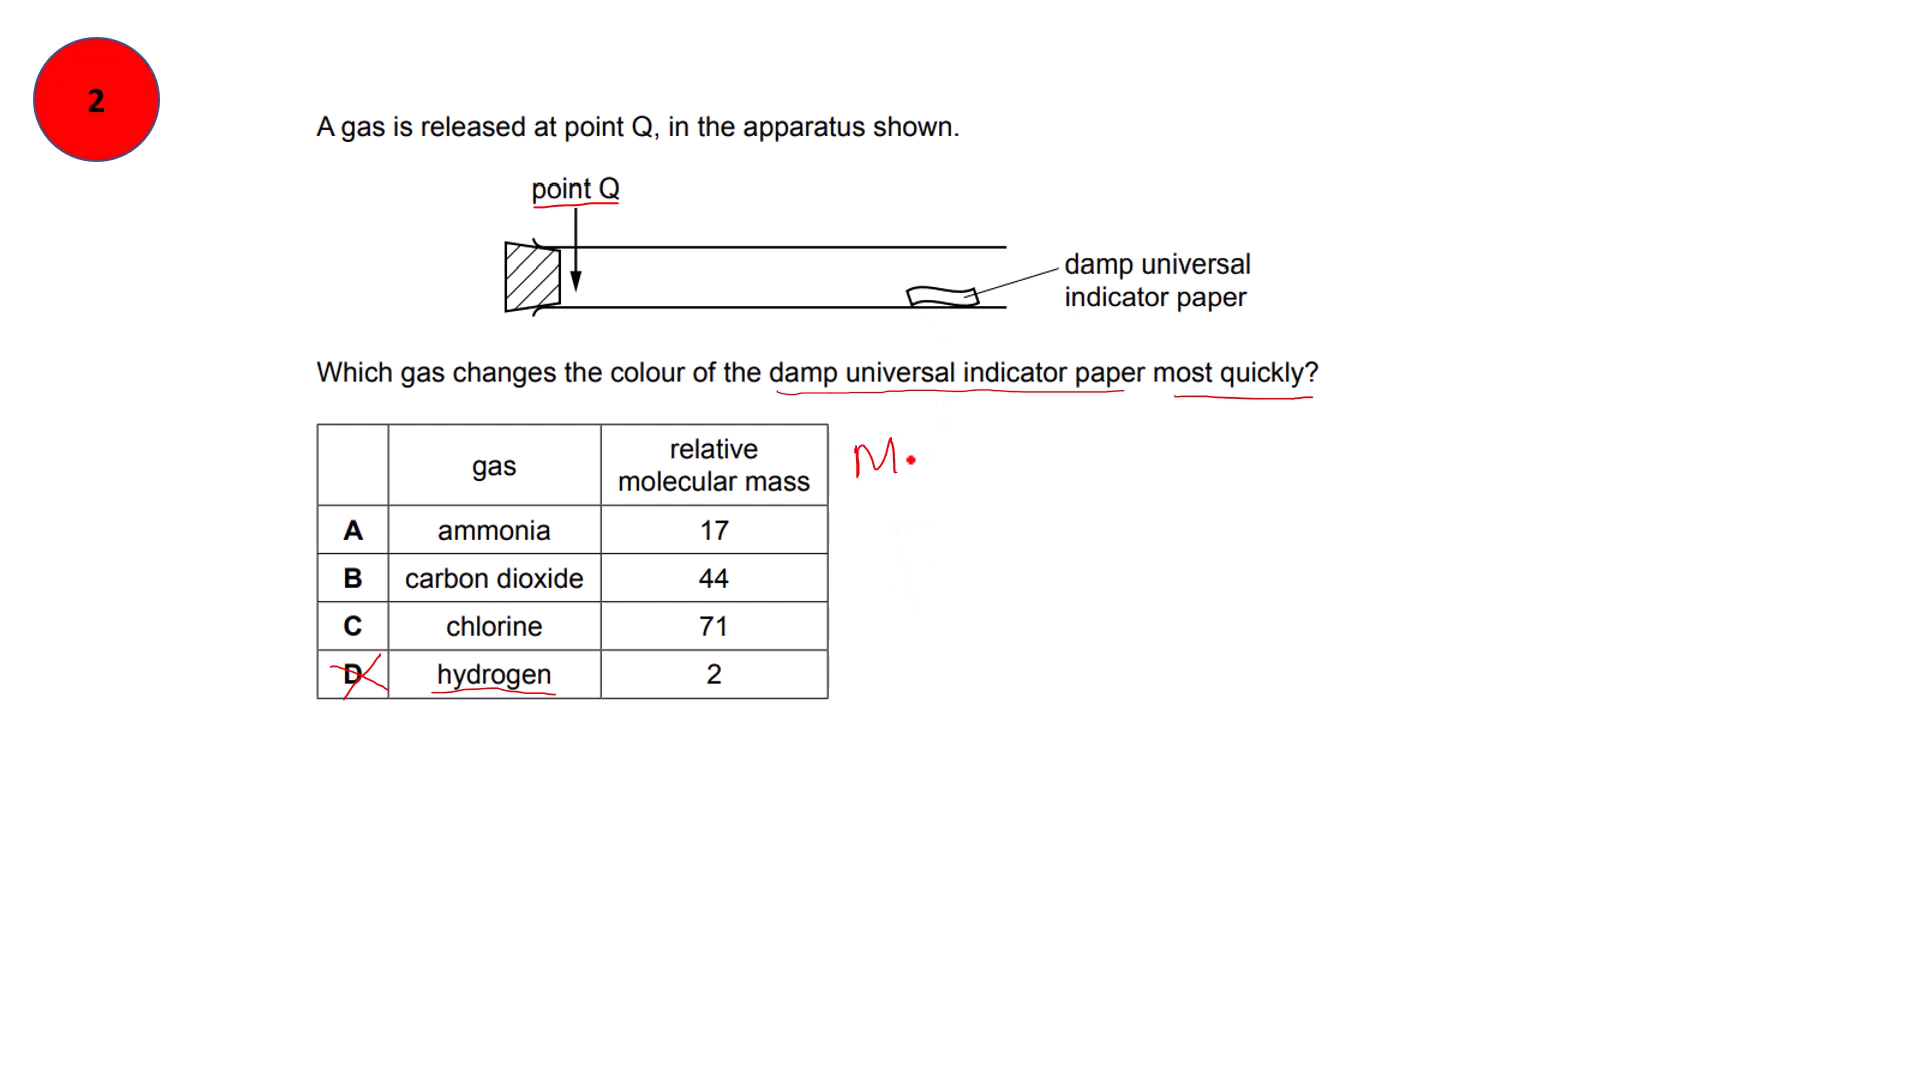 2
A gas is released at point Q, in the apparatus shown.
point Q
damp universal
indicator paper
Which gas changes the colour of the damp universal indicator paper most quickly?
gas
relative
molecular mass
M.
A ammonia 17
B carbon dioxide 44
C chlorine 71
D hydrogen 2